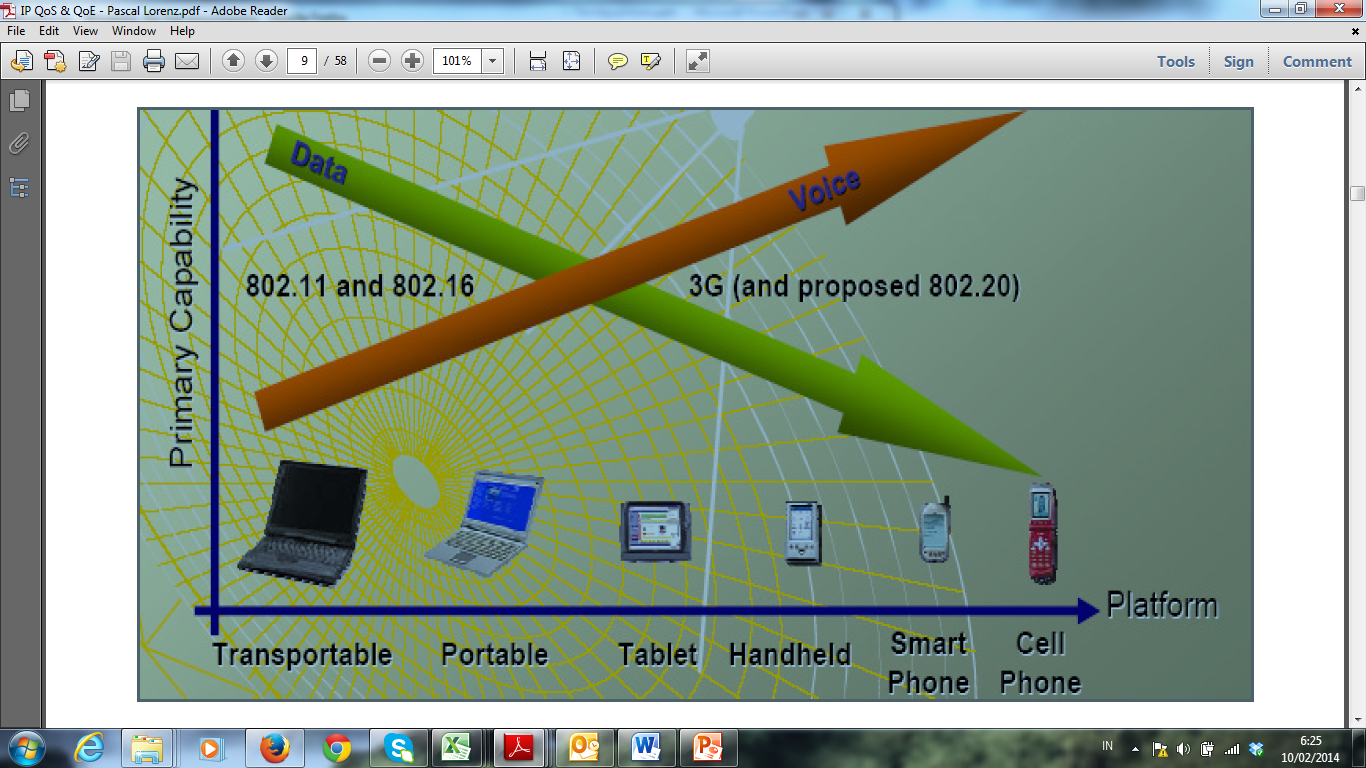 IP QoS & QoE - Pascal Lorenz.pdf - Adobe Reader
File Edit View Window Help
9 / 58 101% Tools Sign Comment
Data
Voice
Primary Capability
802.11 and 802.16
3G (and proposed 802.20)
Platform
Transportable
Portable
Tablet
Handheld
Smart
Phone
Cell
Phone
IN
6:25
10/02/2014